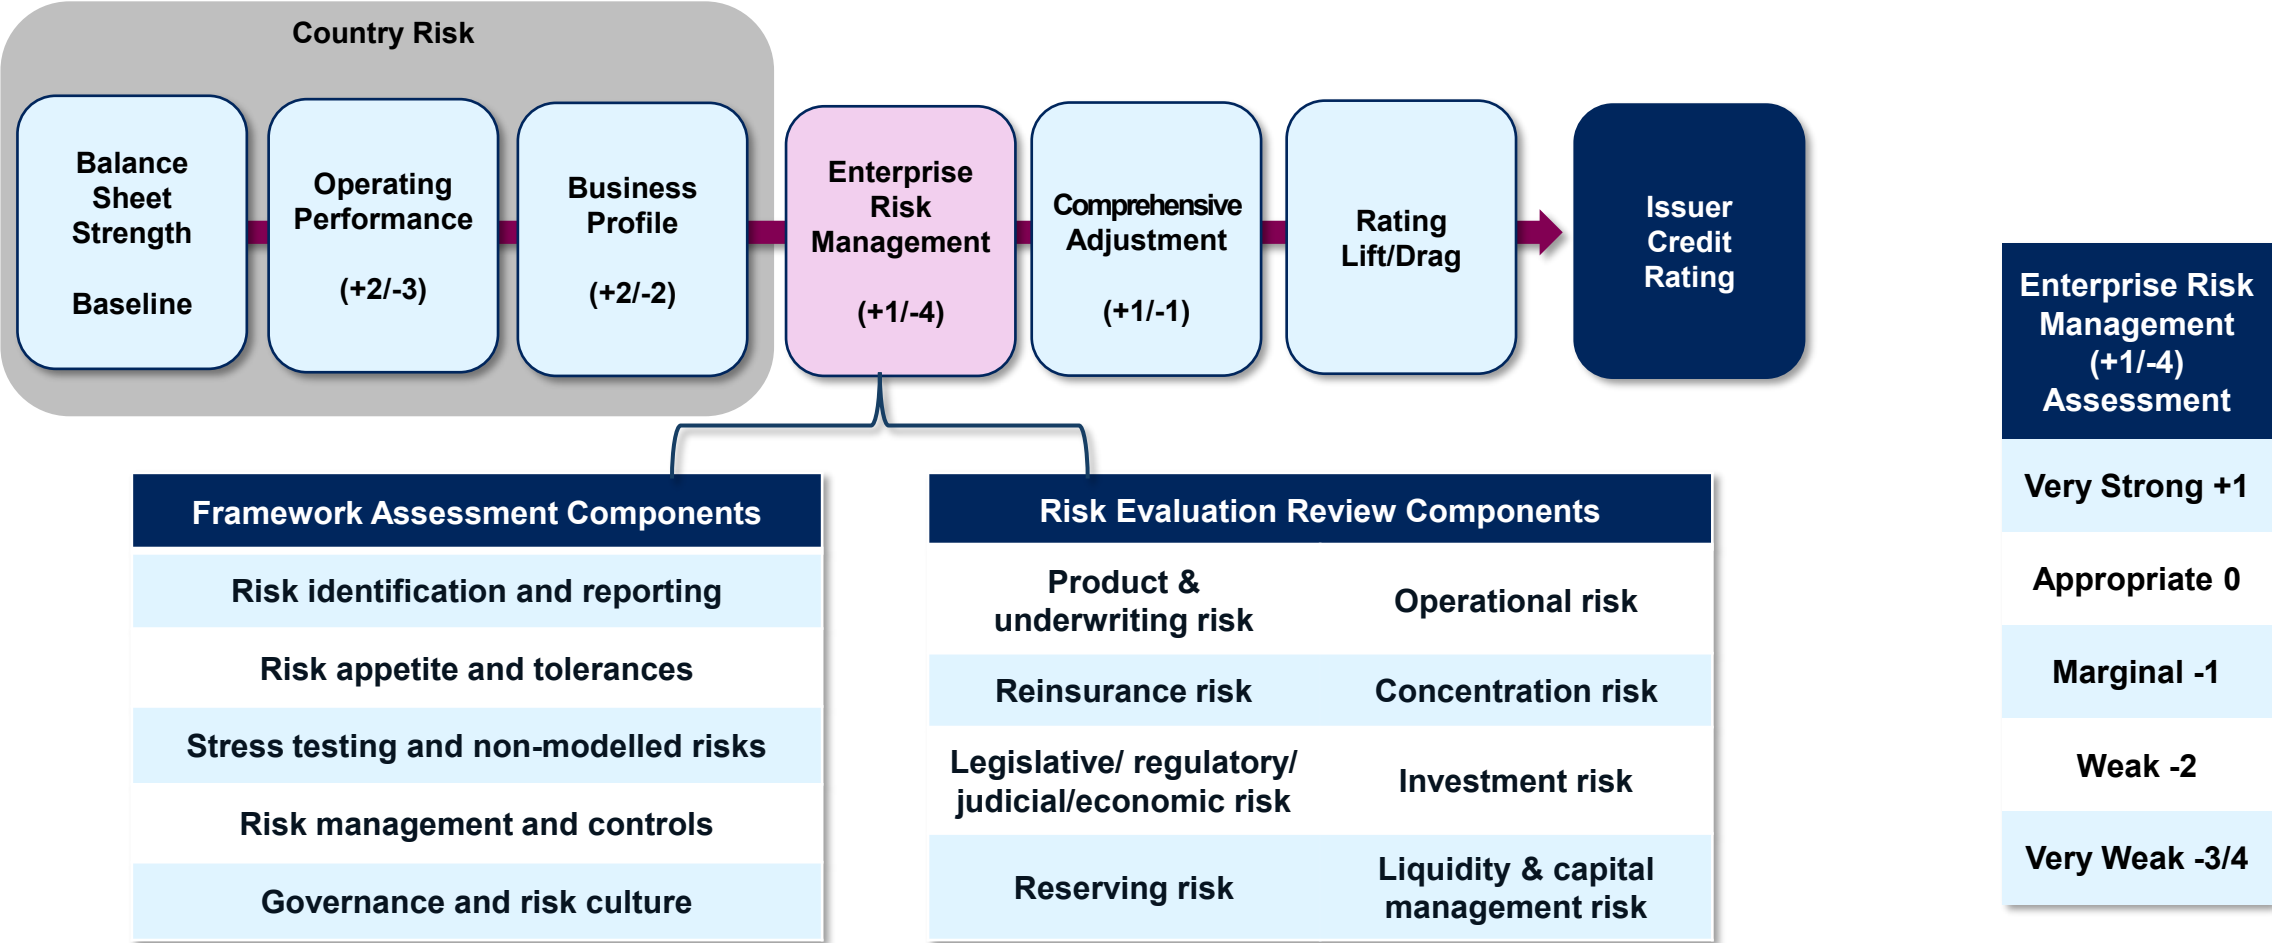 Country Risk
Balance
Sheet
Strength
Baseline
Operating
Performance
(+2/-3)
Business
Profile
(+2/-2)
Enterprise
Risk
Management
(+1/-4)
Comprehensive
Adjustment
(+1/-1)
Rating
Lift/Drag
Issuer
Credit
Rating
Framework Assessment Components
Risk identification and reporting
Risk appetite and tolerances
Stress testing and non-modelled risks
Risk management and controls
Governance and risk culture
Risk Evaluation Review Components
Product &
underwriting risk
Operational risk
Reinsurance risk
Concentration risk
Legislative/ regulatory/
judicial/economic risk
Investment risk
Reserving risk
Liquidity & capital
management risk
Enterprise Risk
Management
(+1/-4)
Assessment
Very Strong +1
Appropriate 0
Marginal -1
Weak -2
Very Weak -3/4